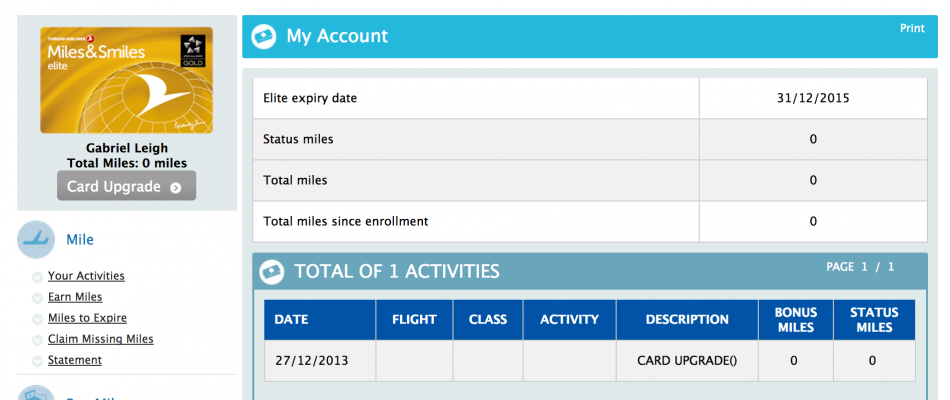 TURKISH AIRLINES
Miles&Smiles
elite
GOLD
Gabriel Leigh
Total Miles: 0 miles
Card Upgrade
Mile
Your Activities
Earn Miles
Miles to Expire
Claim Missing Miles
Statement
My Account
Print
Elite expiry date 31/12/2015
Status miles 0
Total miles 0
Total miles since enrollment 0
TOTAL OF 1 ACTIVITIES
PAGE 1 / 1
DATE FLIGHT CLASS ACTIVITY DESCRIPTION BONUS MILES STATUS MILES
27/12/2013 CARD UPGRADE() 0 0